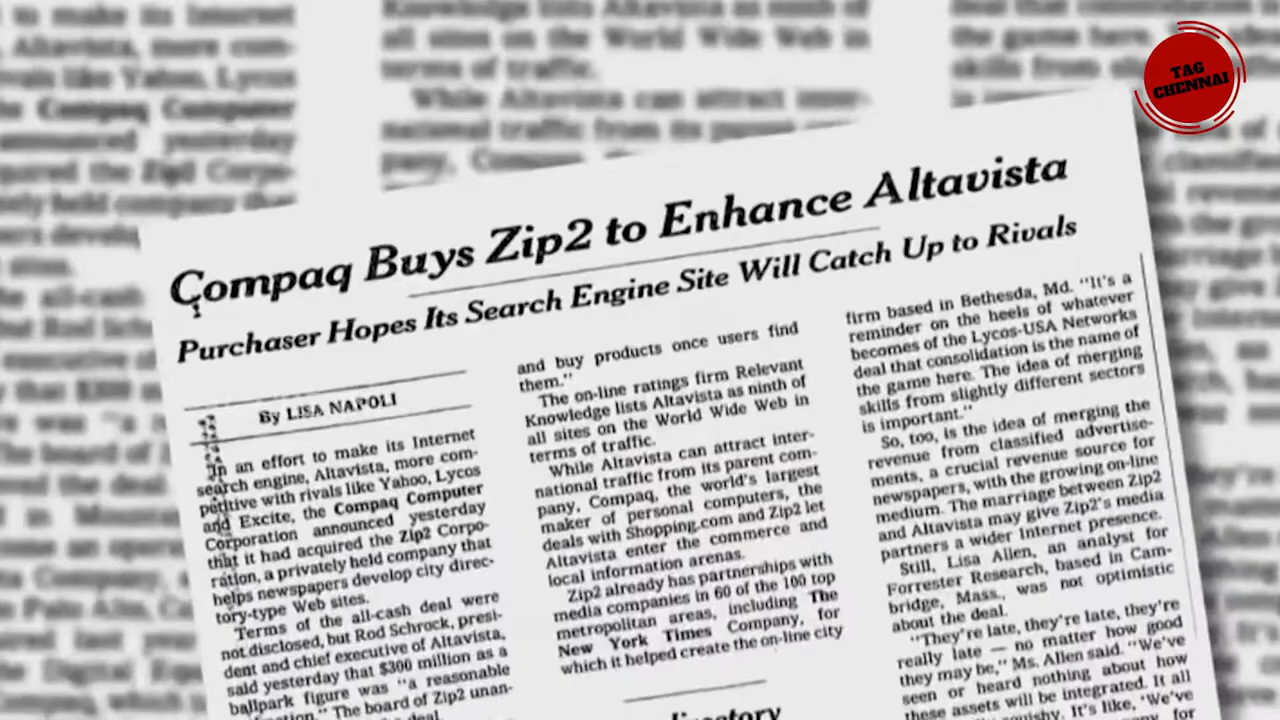 TAG
CHENNAI
Compaq Buys Zip2 to Enhance Altavista
Purchaser Hopes Its Search Engine Site Will Catch Up to Rivals
By LISA NAPOLI
In an effort to make its Internet
search engine, Altavista, more com-
petitive with rivals like Yahoo, Lycos
and Excite, the Compaq Computer
Corporation announced yesterday
that it had acquired the Zip2 Corpo-
ration, a privately held company that
helps newspapers develop city direc-
tory-type Web sites.
Terms of the all-cash deal were
not disclosed, but Rod Schrock, presi-
dent and chief executive of Altavista,
said yesterday that $300 million as a
ballpark figure was "a reasonable
The board of Zip2 unan-
deal.
and buy products once users find
them."
The on-line ratings firm Relevant
Knowledge lists Altavista as ninth of
all sites on the World Wide Web in
terms of traffic.
While Altavista can attract inter-
national traffic from its parent com-
pany, Compaq, the world's largest
maker of personal computers, the
deals with Shopping.com and Zip2 let
Altavista enter the commerce and
local information arenas.
Zip2 already has partnerships with
media companies in 60 of the 100 top
metropolitan areas, including The
New York Times Company, for
which it helped create the on-line city
directory
firm based in Bethesda, Md. "It's a
reminder on the heels of whatever
becomes of the Lycos-USA Networks
deal that consolidation is the name of
the game here. The idea of merging
skills from slightly different sectors
is important."
So, too, is the idea of merging the
revenue from classified advertise-
ments, a crucial revenue source for
newspapers, with the growing on-line
medium. The marriage between Zip2
and Altavista may give Zip2's media
partners a wider Internet presence.
Still, Lisa Allen, an analyst for
Forrester Research, based in Cam-
bridge, Mass., was not optimistic
about the deal.
"They're late, they're late, they're
really late — no matter how good
they may be," Ms. Allen said. "We've
seen or heard nothing about how
these assets will be integrated. It all
squishy. It's like, 'We've
for